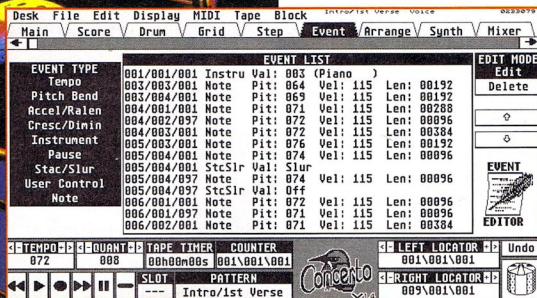 Desk File Edit Display MIDI Tape Block Intro/1st Verse Voice 0233079
Main Score Drum Grid Step Event Arrange Synth Mixer
EVENT TYPE
Tempo
Pitch Bend
Accel/Ralen
Cresc/Dimin
Instrument
Pause
Stac/Slur
User Control
Note
EVENT LIST
001/001/001 Instru Val: 003 (Piano )
003/003/001 Note Pit: 064 Vel: 115 Len: 00192
003/004/001 Note Pit: 069 Vel: 115 Len: 00192
004/001/001 Note Pit: 071 Vel: 115 Len: 00288
004/002/097 Note Pit: 072 Vel: 115 Len: 00096
004/003/001 Note Pit: 072 Vel: 115 Len: 00384
005/003/001 Note Pit: 076 Vel: 115 Len: 00192
005/004/001 Note Pit: 074 Vel: 115 Len: 00096
005/004/001 StcSlr Val: Slur
005/004/097 Note Pit: 074 Vel: 115 Len: 00096
005/004/097 StcSlr Val: Off
006/001/001 Note Pit: 072 Vel: 115 Len: 00096
006/001/097 Note Pit: 071 Vel: 115 Len: 00096
006/002/001 Note Pit: 071 Vel: 115 Len: 00384
EDIT MODE
Edit
Delete
EVENT
EDITOR
TEMPO
072
QUANT
008
TAPE TIMER
00h00m00s
COUNTER
001\001\001
SLOT
---
PATTERN
Intro/1st Verse
Concerto
LEFT LOCATOR
001\001\001
RIGHT LOCATOR
009\001\001
Undo